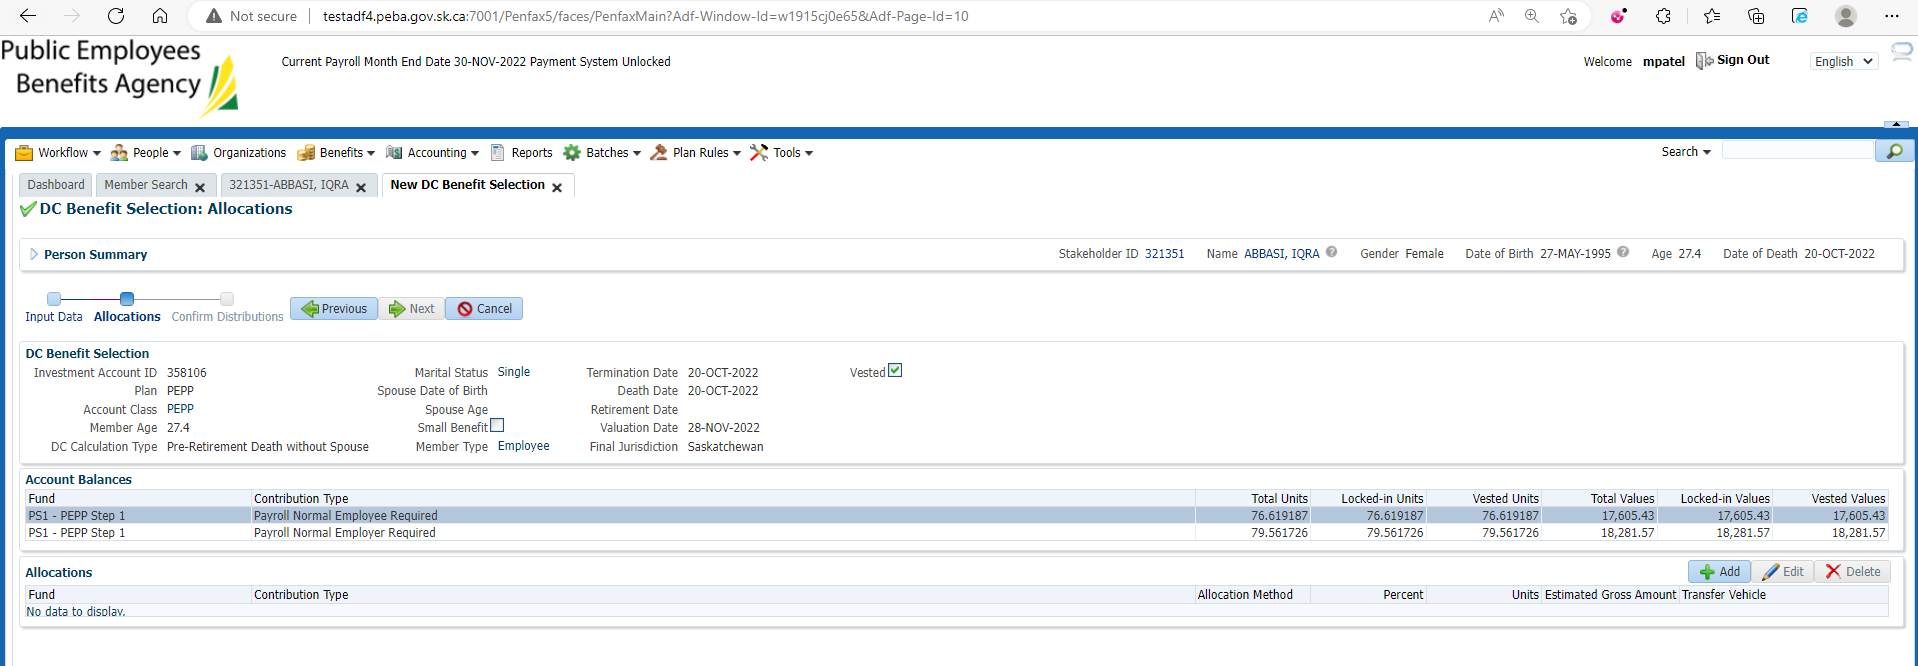 Not secure | testadf4.peba.gov.sk.ca:7001/Penfax5/faces/PenfaxMain?Adf-Window-Id=w1915cj0e65&Adf-Page-Id=10
Public Employees
Benefits Agency
Current Payroll Month End Date 30-NOV-2022 Payment System Unlocked
Welcome mpatel Sign Out English
Workflow People Organizations Benefits Accounting Reports Batches Plan Rules Tools Search
Dashboard Member Search 321351-ABBASI, IQRA New DC Benefit Selection
DC Benefit Selection: Allocations
Person Summary Stakeholder ID 321351 Name ABBASI, IQRA Gender Female Date of Birth 27-MAY-1995 Age 27.4 Date of Death 20-OCT-2022
Input Data Allocations Confirm Distributions Previous Next Cancel
DC Benefit Selection
Investment Account ID 358106 Marital Status Single Termination Date 20-OCT-2022 Vested
Plan PEPP Spouse Date of Birth Death Date 20-OCT-2022
Account Class PEPP Spouse Age Retirement Date
Member Age 27.4 Small Benefit Valuation Date 28-NOV-2022
DC Calculation Type Pre-Retirement Death without Spouse Member Type Employee Final Jurisdiction Saskatchewan
Account Balances
Fund Contribution Type Total Units Locked-in Units Vested Units Total Values Locked-in Values Vested Values
PS1 - PEPP Step 1 Payroll Normal Employee Required 76.619187 76.619187 76.619187 17,605.43 17,605.43 17,605.43
PS1 - PEPP Step 1 Payroll Normal Employer Required 79.561726 79.561726 79.561726 18,281.57 18,281.57 18,281.57
Allocations Add Edit Delete
Fund Contribution Type Allocation Method Percent Units Estimated Gross Amount Transfer Vehicle
No data to display.